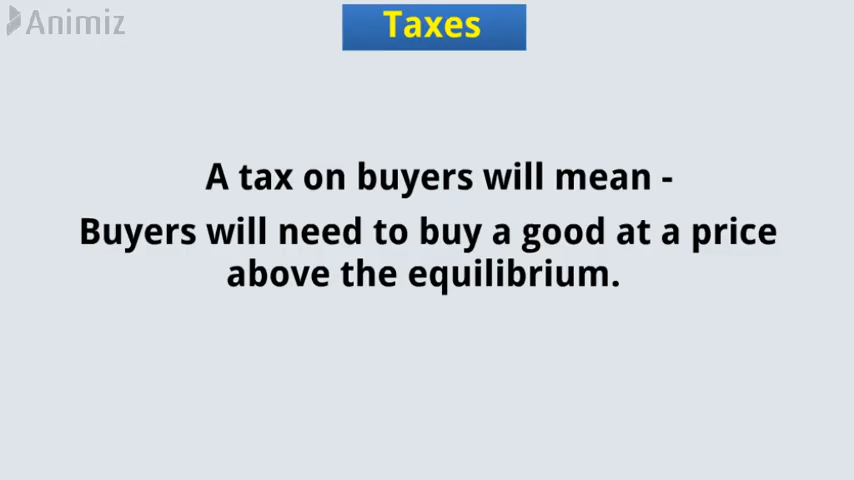 Animiz
Taxes
A tax on buyers will mean -
Buyers will need to buy a good at a price
above the equilibrium.